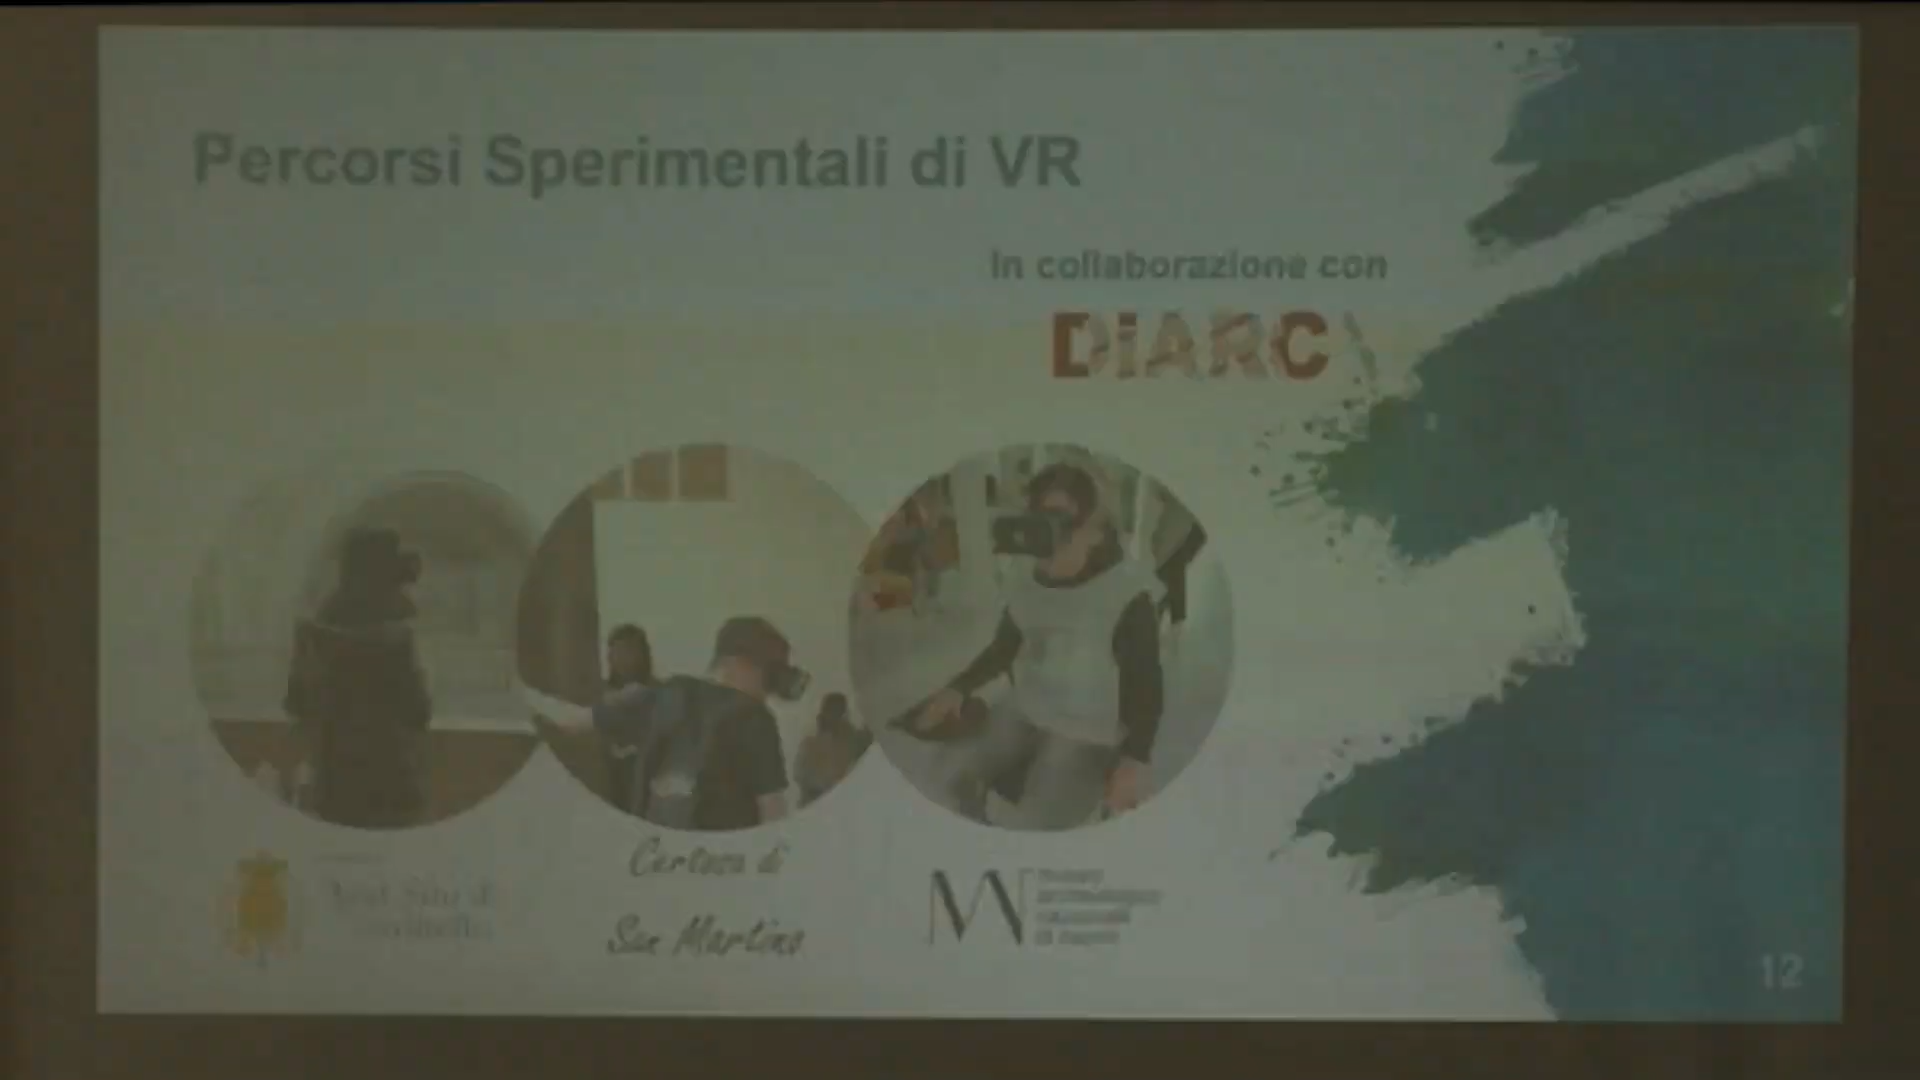 Percorsi Sperimentali di VR
In collaborazione con
DiARC
Certosa di
San Martino
12